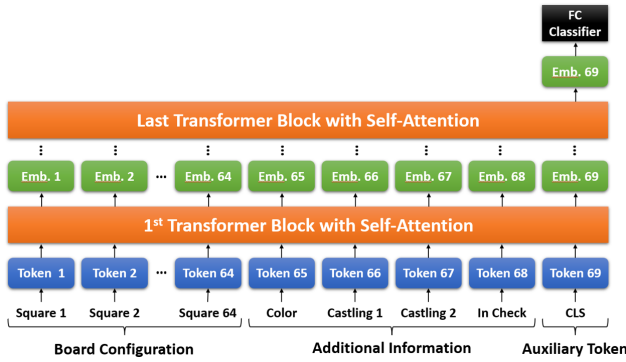 FC
Classifier
Emb. 69
Last Transformer Block with Self-Attention
Emb. 1 Emb. 2 ... Emb. 64 Emb. 65 Emb. 66 Emb. 67 Emb. 68 Emb. 69
1st Transformer Block with Self-Attention
Token 1 Token 2 ... Token 64 Token 65 Token 66 Token 67 Token 68 Token 69
Square 1 Square 2 Square 64 Color Castling 1 Castling 2 In Check CLS
Board Configuration Additional Information Auxiliary Token